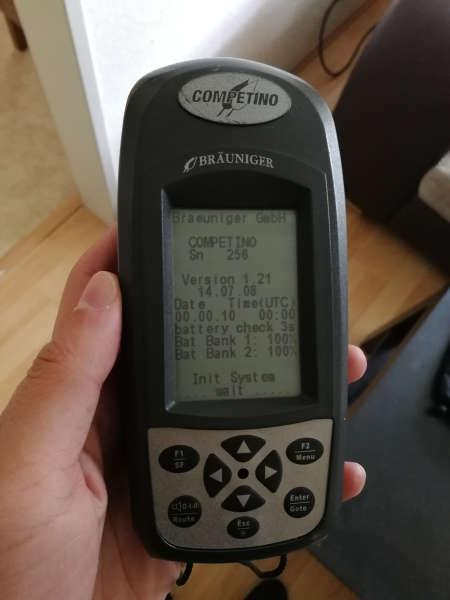 COMPETINO
BRÄUNIGER
Braeuniger GmbH
COMPETINO
Sn 256
Version 1.21
14.07.06
Date Time(UTC)
00.00.10 00:00
battery check 3s
Bat Bank 1: 100%
Bat Bank 2: 100%
Init System
..... wait .....
F1
SF
F2
Menu
Route
Enter
Goto
Esc